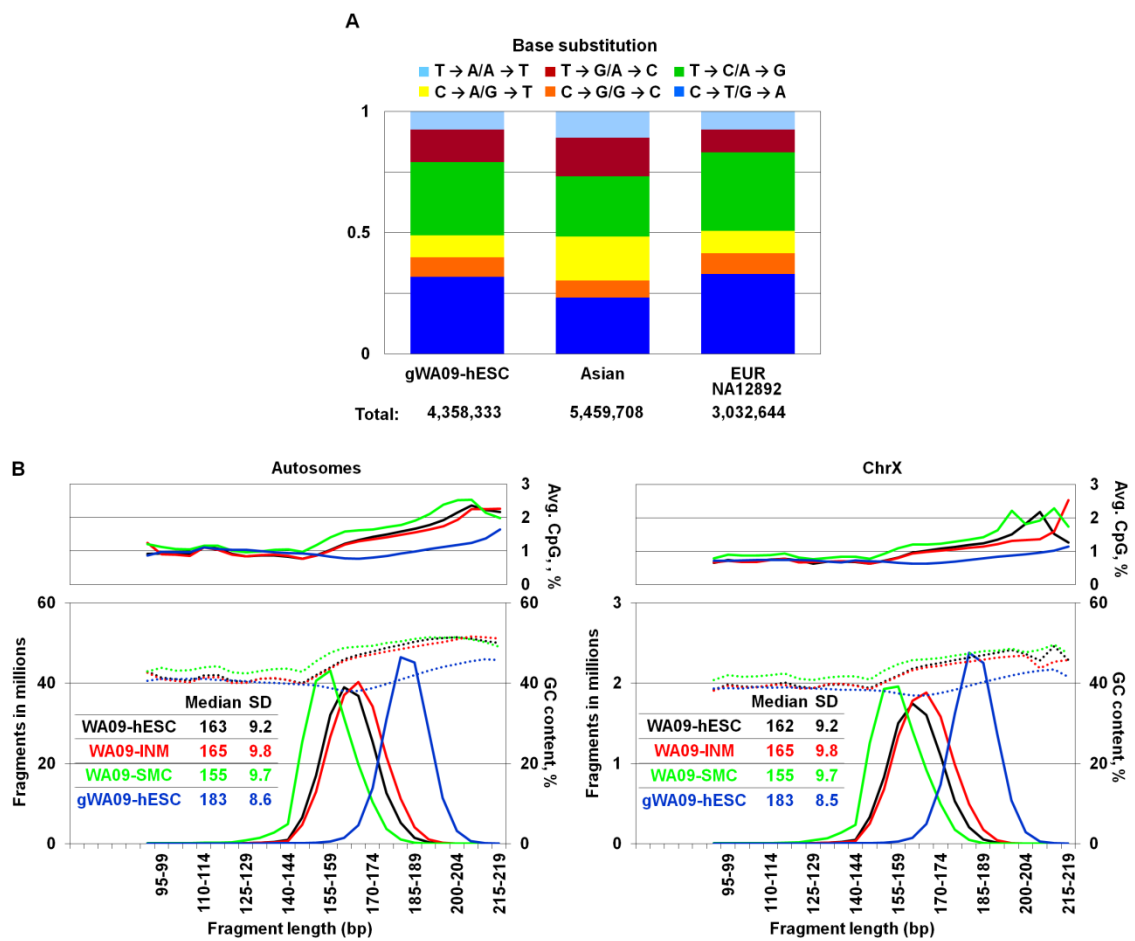 A
Base substitution
T → A/A → T T → G/A → C T → C/A → G
C → A/G → T C → G/G → C C → T/G → A
1
0.5
0
gWA09-hESC Asian EUR
NA12892
Total: 4,358,333 5,459,708 3,032,644
B
Autosomes
3
2
1
0
Avg. CpG, , %
60
40
20
0
Fragments in millions
60
40
20
0
GC content, %
Median SD
WA09-hESC 163 9.2
WA09-INM 165 9.8
WA09-SMC 155 9.7
gWA09-hESC 183 8.6
95-99
110-114
125-129
140-144
155-159
170-174
185-189
200-204
215-219
Fragment length (bp)
ChrX
3
2
1
0
Avg. CpG, %
3
2
1
0
Fragments in millions
60
40
20
0
GC content, %
Median SD
WA09-hESC 162 9.2
WA09-INM 165 9.8
WA09-SMC 155 9.7
gWA09-hESC 183 8.5
95-99
110-114
125-129
140-144
155-159
170-174
185-189
200-204
215-219
Fragment length (bp)